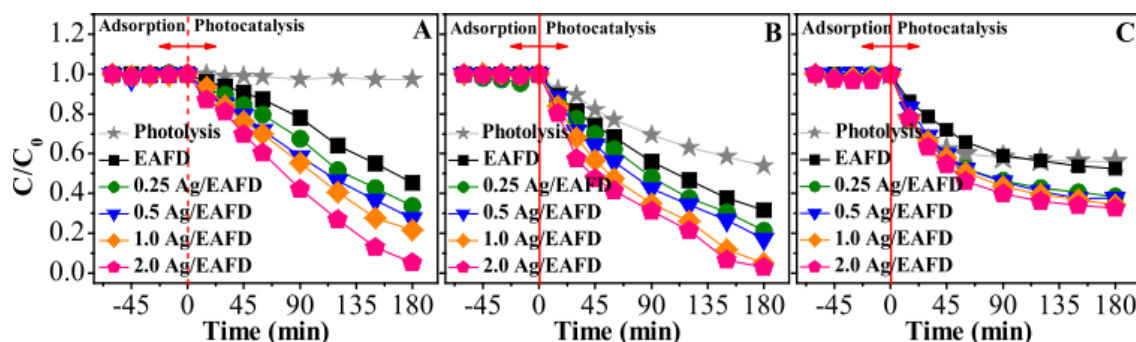 C/C0
1.2
1.0
0.8
0.6
0.4
0.2
0.0
Adsorption Photocatalysis
A
Photolysis
EAFD
0.25 Ag/EAFD
0.5 Ag/EAFD
1.0 Ag/EAFD
2.0 Ag/EAFD
-45 0 45 90 135 180
Time (min)
Adsorption Photocatalysis
B
Photolysis
EAFD
0.25 Ag/EAFD
0.5 Ag/EAFD
1.0 Ag/EAFD
2.0 Ag/EAFD
-45 0 45 90 135 180
Time (min)
Adsorption Photocatalysis
C
Photolysis
EAFD
0.25 Ag/EAFD
0.5 Ag/EAFD
1.0 Ag/EAFD
2.0 Ag/EAFD
-45 0 45 90 135 180
Time (min)